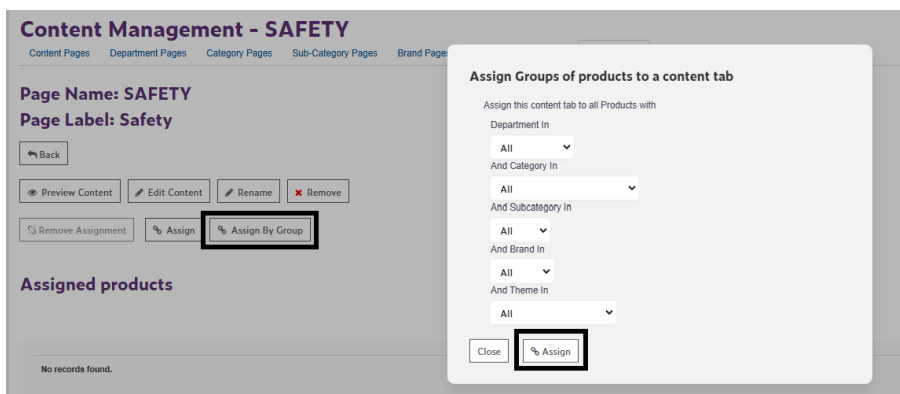 Content Management - SAFETY
Content Pages Department Pages Category Pages Sub-Category Pages Brand Pages
Page Name: SAFETY
Page Label: Safety
Back
Preview Content Edit Content Rename Remove
Remove Assignment Assign Assign By Group
Assigned products
No records found.
Assign Groups of products to a content tab
Assign this content tab to all Products with
Department In
All
And Category In
All
And Subcategory In
All
And Brand In
All
And Theme In
All
Close Assign